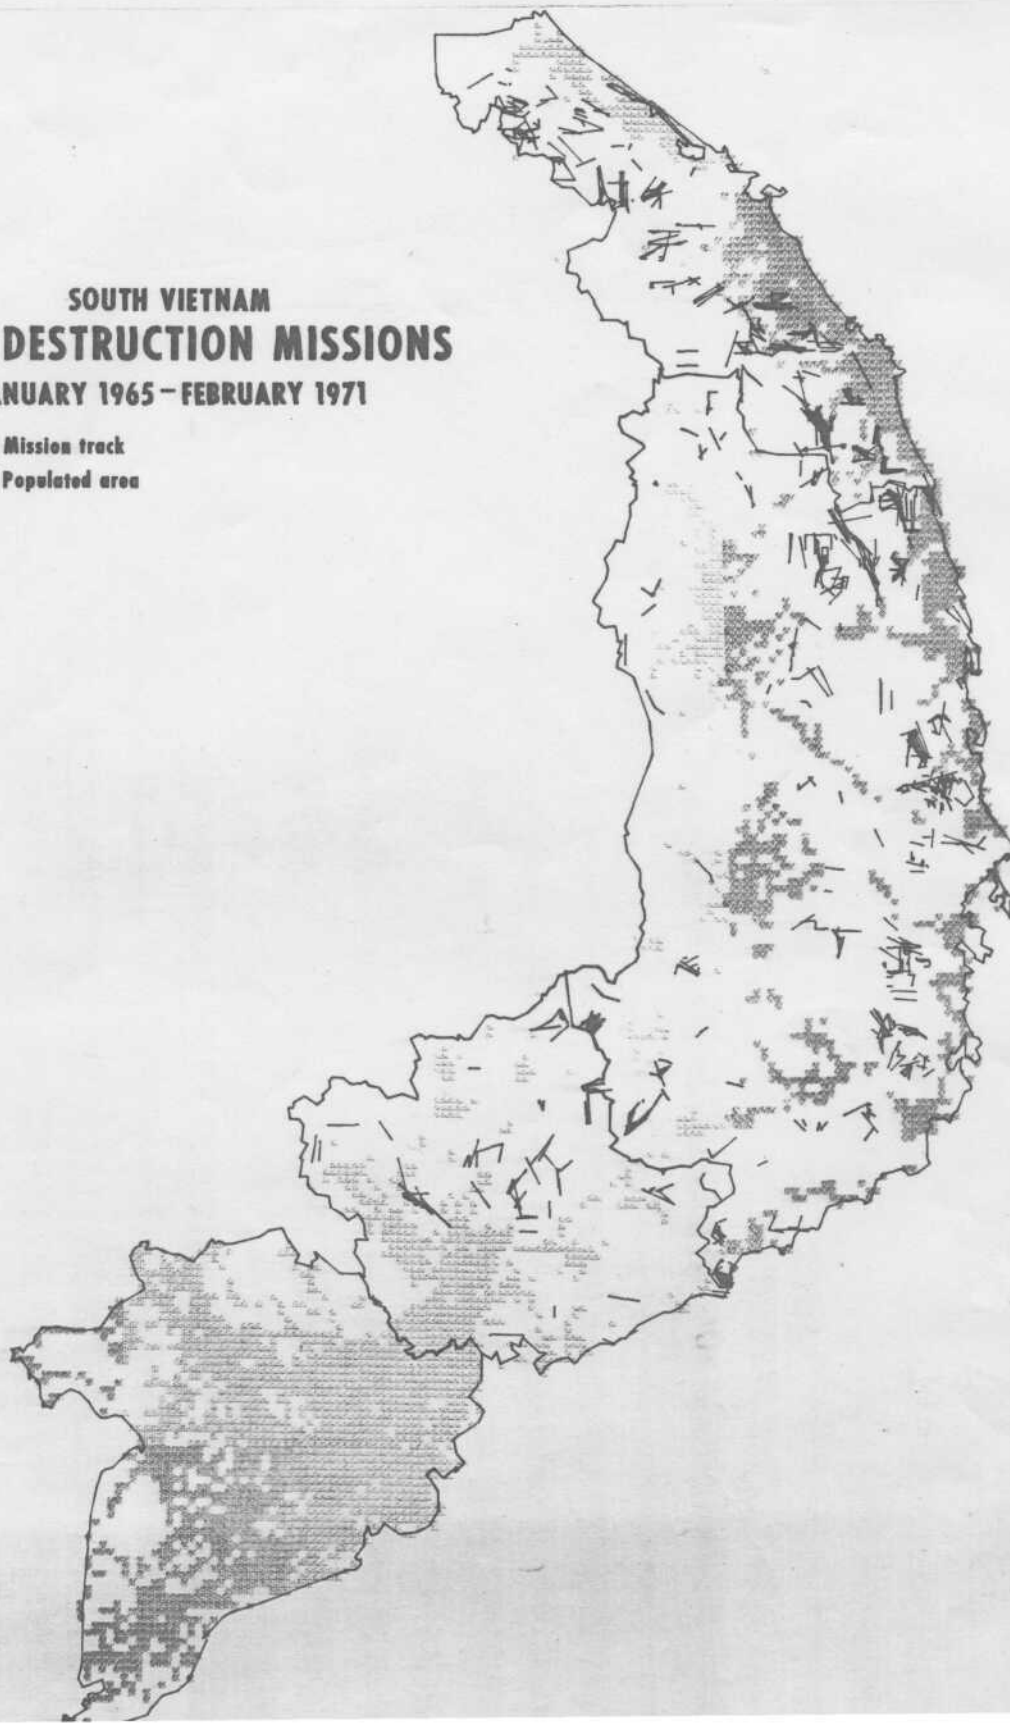 SOUTH VIETNAM
DESTRUCTION MISSIONS
NUARY 1965-FEBRUARY 1971
Mission track
Populated area